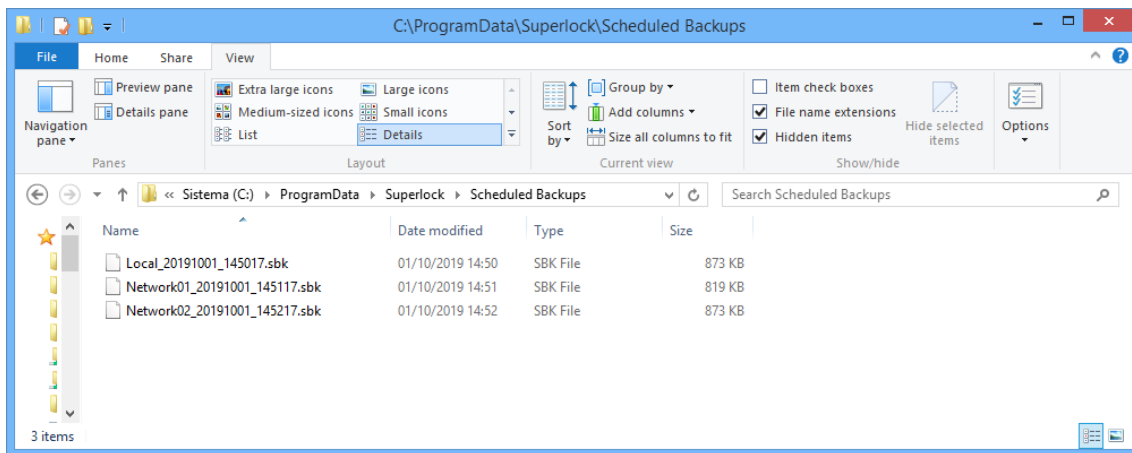 C:\ProgramData\Superlock\Scheduled Backups
File Home Share View
Navigation pane
Preview pane
Details pane
Panes
Extra large icons Large icons
Medium-sized icons Small icons
List Details
Layout
Sort by
Group by
Add columns
Size all columns to fit
Current view
Item check boxes
File name extensions
Hidden items
Hide selected items
Show/hide
Options
« Sistema (C:) ProgramData Superlock Scheduled Backups Search Scheduled Backups
Name Date modified Type Size
Local_20191001_145017.sbk 01/10/2019 14:50 SBK File 873 KB
Network01_20191001_145117.sbk 01/10/2019 14:51 SBK File 819 KB
Network02_20191001_145217.sbk 01/10/2019 14:52 SBK File 873 KB
3 items